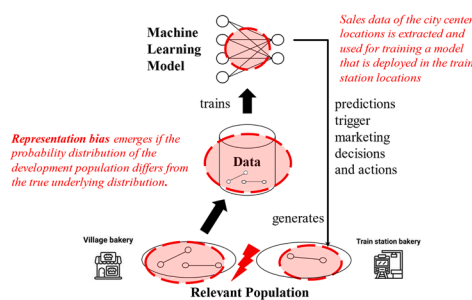 Machine
Learning
Model
Sales data of the city center
locations is extracted and
used for training a model
that is deployed in the train
station locations
trains
predictions
trigger
marketing
decisions
and actions
Representation bias emerges if the
probability distribution of the
development population differs from
the true underlying distribution.
Data
generates
Village bakery
Train station bakery
Relevant Population